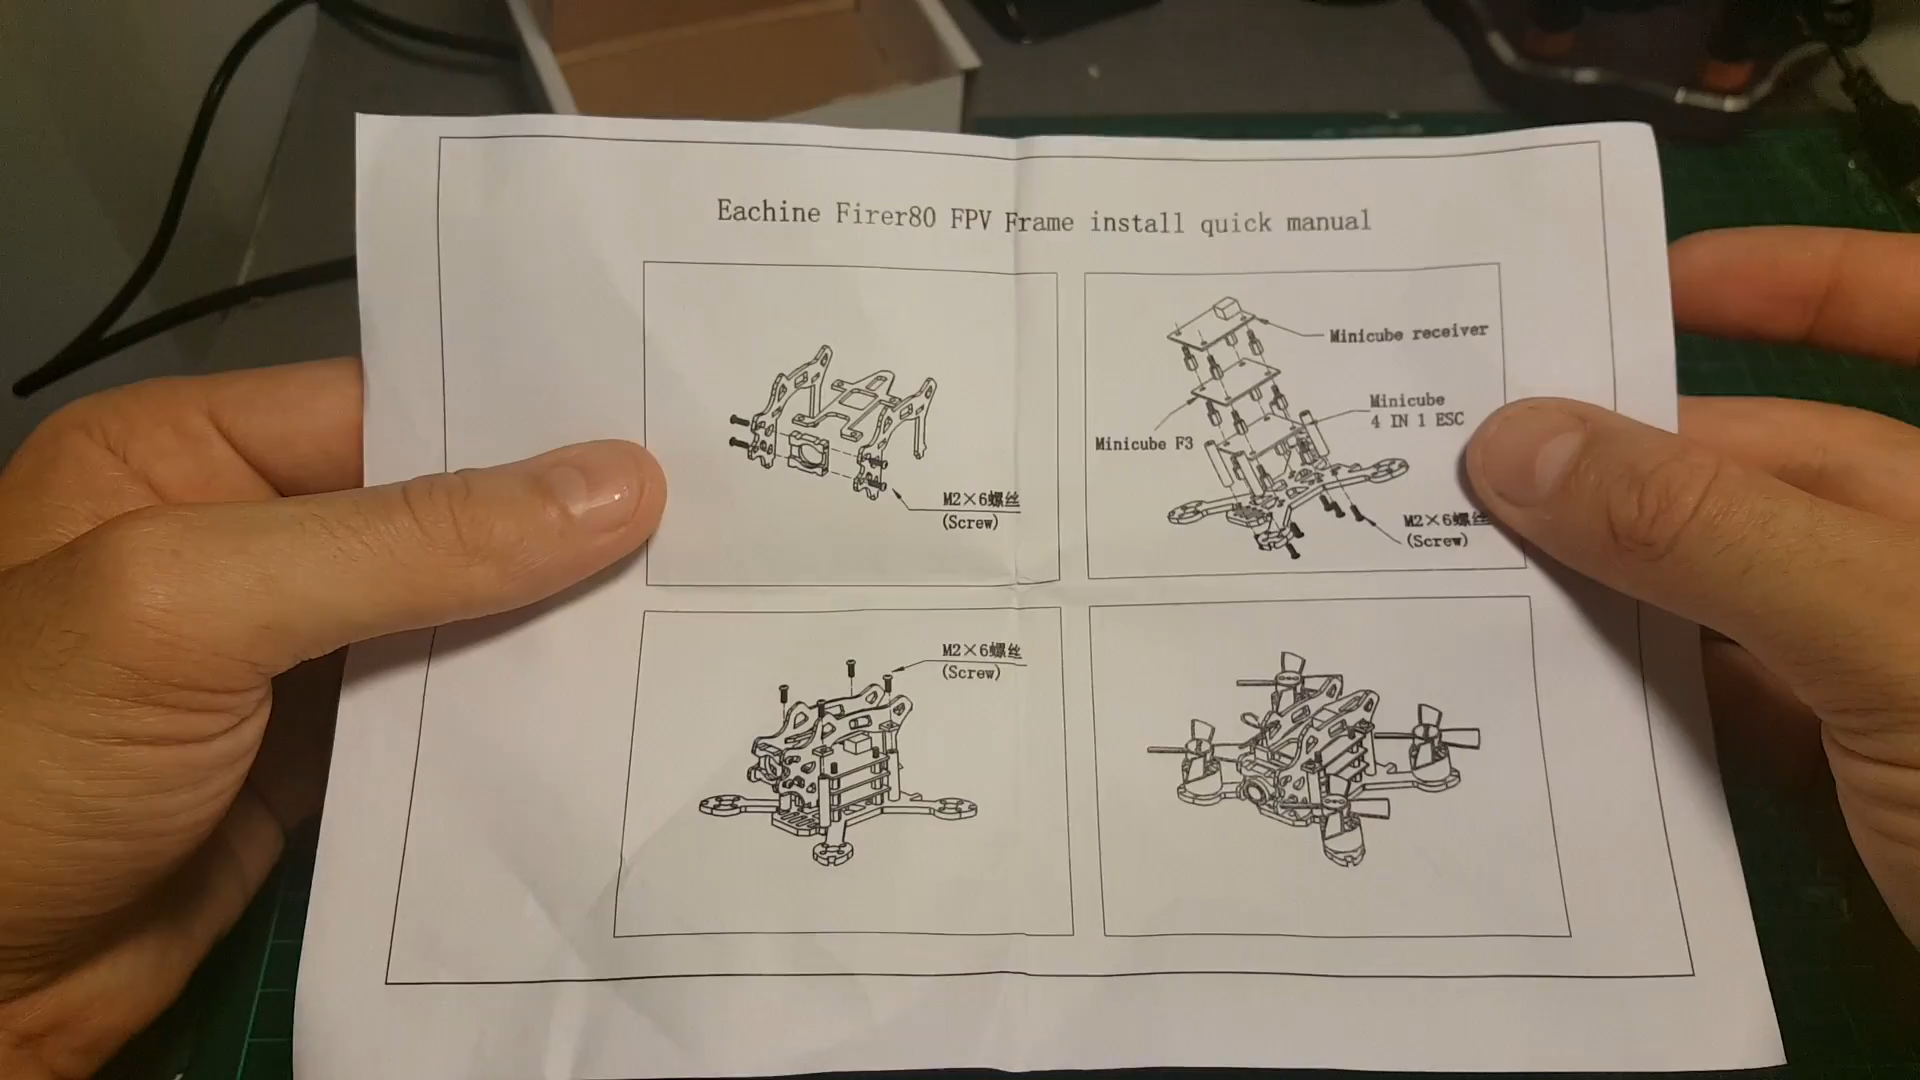 Eachine Firer80 FPV Frame install quick manual
M2×6螺丝
(Screw)
Minicube receiver
Minicube
4 IN 1 ESC
Minicube F3
M2×6螺丝
(Screw)
M2×6螺丝
(Screw)